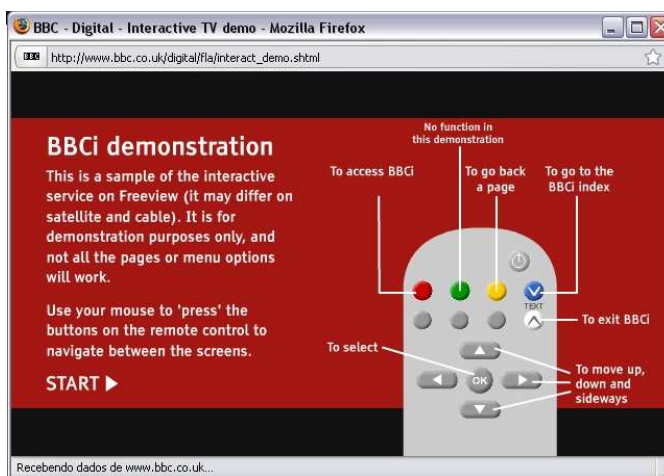 BBC - Digital - Interactive TV demo - Mozilla Firefox
BBC http://www.bbc.co.uk/digital/fla/interact_demo.shtml
BBCi demonstration
This is a sample of the interactive
service on Freeview (it may differ on
satellite and cable). It is for
demonstration purposes only, and
not all the pages or menu options
will work.
Use your mouse to 'press' the
buttons on the remote control to
navigate between the screens.
START
No function in
this demonstration
To access BBCi
To go back
a page
To go to the
BBCi index
TEXT
To exit BBCi
To select
OK
To move up,
down and
sideways
Recebendo dados de www.bbc.co.uk...